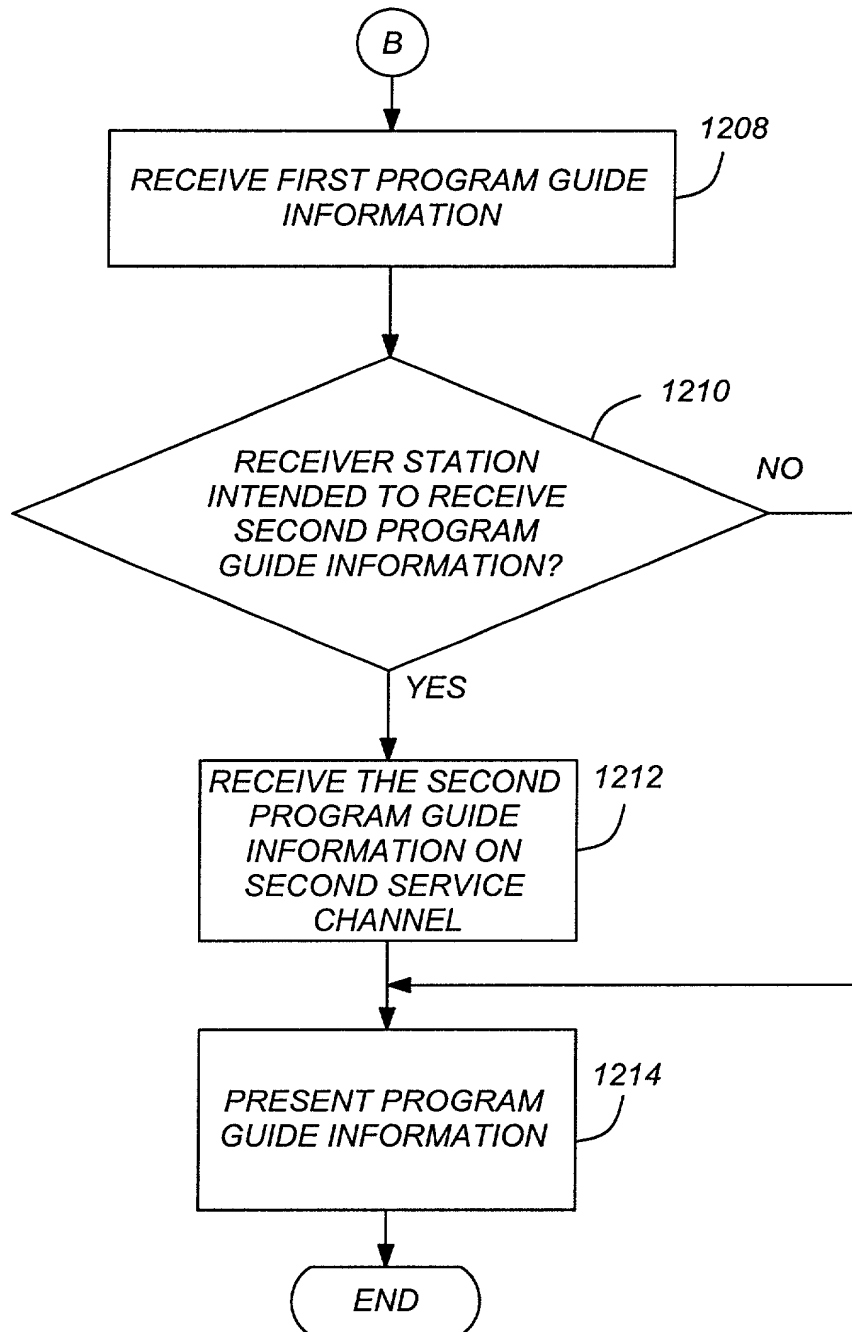 B
1208
RECEIVE FIRST PROGRAM GUIDE
INFORMATION
1210
RECEIVER STATION
INTENDED TO RECEIVE
SECOND PROGRAM
GUIDE INFORMATION?
NO
YES
RECEIVE THE SECOND
PROGRAM GUIDE
INFORMATION ON
SECOND SERVICE
CHANNEL
1212
PRESENT PROGRAM
GUIDE INFORMATION
1214
END